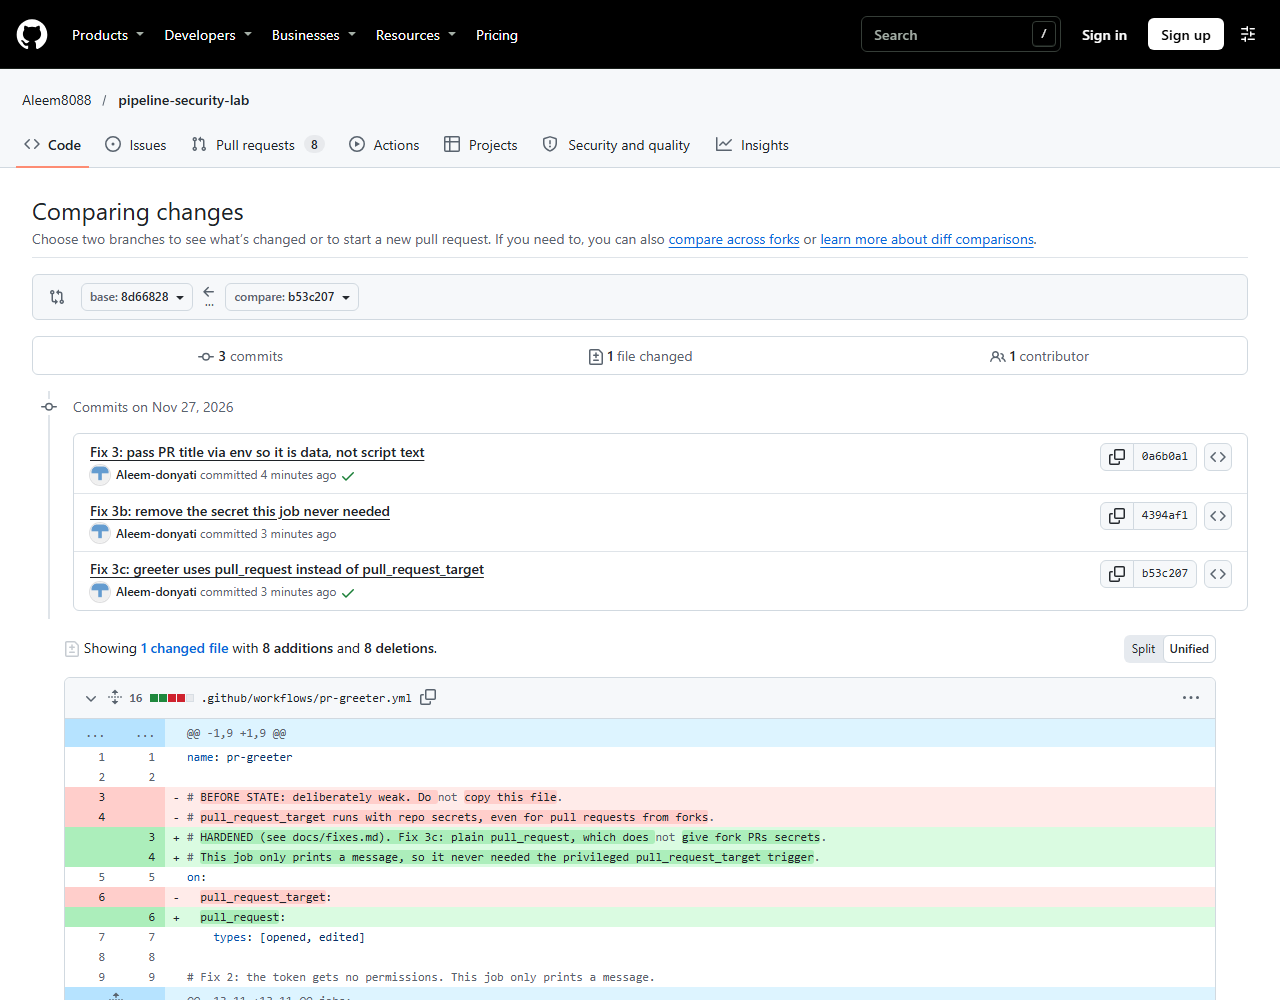 Products Developers Businesses Resources Pricing Search / Sign in Sign up
Aleem8088 / pipeline-security-lab
Code Issues Pull requests 8 Actions Projects Security and quality Insights
Comparing changes
Choose two branches to see what's changed or to start a new pull request. If you need to, you can also compare across forks or learn more about diff comparisons.
base: 8d66828 ... compare: b53c207
3 commits 1 file changed 1 contributor
Commits on Nov 27, 2026
Fix 3: pass PR title via env so it is data, not script text
Aleem-donyati committed 4 minutes ago
0a6b0a1
Fix 3b: remove the secret this job never needed
Aleem-donyati committed 3 minutes ago
4394af1
Fix 3c: greeter uses pull_request instead of pull_request_target
Aleem-donyati committed 3 minutes ago
b53c207
Showing 1 changed file with 8 additions and 8 deletions.
Split Unified
16 .github/workflows/pr-greeter.yml
... ... @@ -1,9 +1,9 @@
1 1 name: pr-greeter
2 2
3 - # BEFORE STATE: deliberately weak. Do not copy this file.
4 - # pull_request_target runs with repo secrets, even for pull requests from forks.
3 + # HARDENED (see docs/fixes.md). Fix 3c: plain pull_request, which does not give fork PRs secrets.
4 + # This job only prints a message, so it never needed the privileged pull_request_target trigger.
5 5 on:
6 - pull_request_target:
6 + pull_request:
7 7 types: [opened, edited]
8 8
9 9 # Fix 2: the token gets no permissions. This job only prints a message.